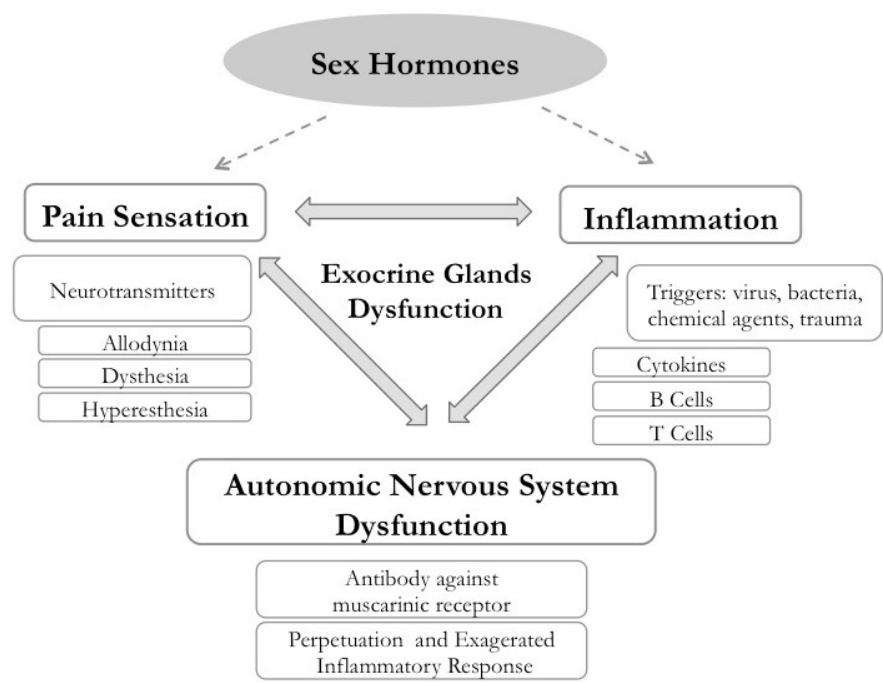 Sex Hormones
Pain Sensation
Inflammation
Neurotransmitters
Allodynia
Dysthesia
Hyperesthesia
Exocrine Glands
Dysfunction
Triggers: virus, bacteria,
chemical agents, trauma
Cytokines
B Cells
T Cells
Autonomic Nervous System
Dysfunction
Antibody against
muscarinic receptor
Perpetuation and Exagerated
Inflammatory Response